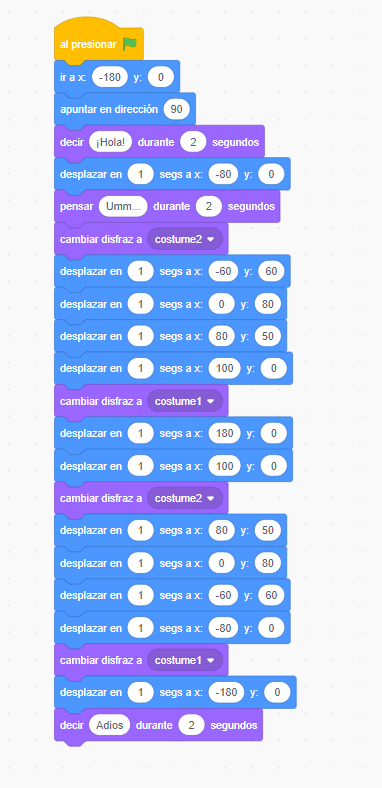 al presionar
ir a x: -180 y: 0
apuntar en dirección 90
decir ¡Hola! durante 2 segundos
desplazar en 1 segs a x: -80 y: 0
pensar Umm... durante 2 segundos
cambiar disfraz a costume2
desplazar en 1 segs a x: -60 y: 60
desplazar en 1 segs a x: 0 y: 80
desplazar en 1 segs a x: 80 y: 50
desplazar en 1 segs a x: 100 y: 0
cambiar disfraz a costume1
desplazar en 1 segs a x: 180 y: 0
desplazar en 1 segs a x: 100 y: 0
cambiar disfraz a costume2
desplazar en 1 segs a x: 80 y: 50
desplazar en 1 segs a x: 0 y: 80
desplazar en 1 segs a x: -60 y: 60
desplazar en 1 segs a x: -80 y: 0
cambiar disfraz a costume1
desplazar en 1 segs a x: -180 y: 0
decir Adios durante 2 segundos